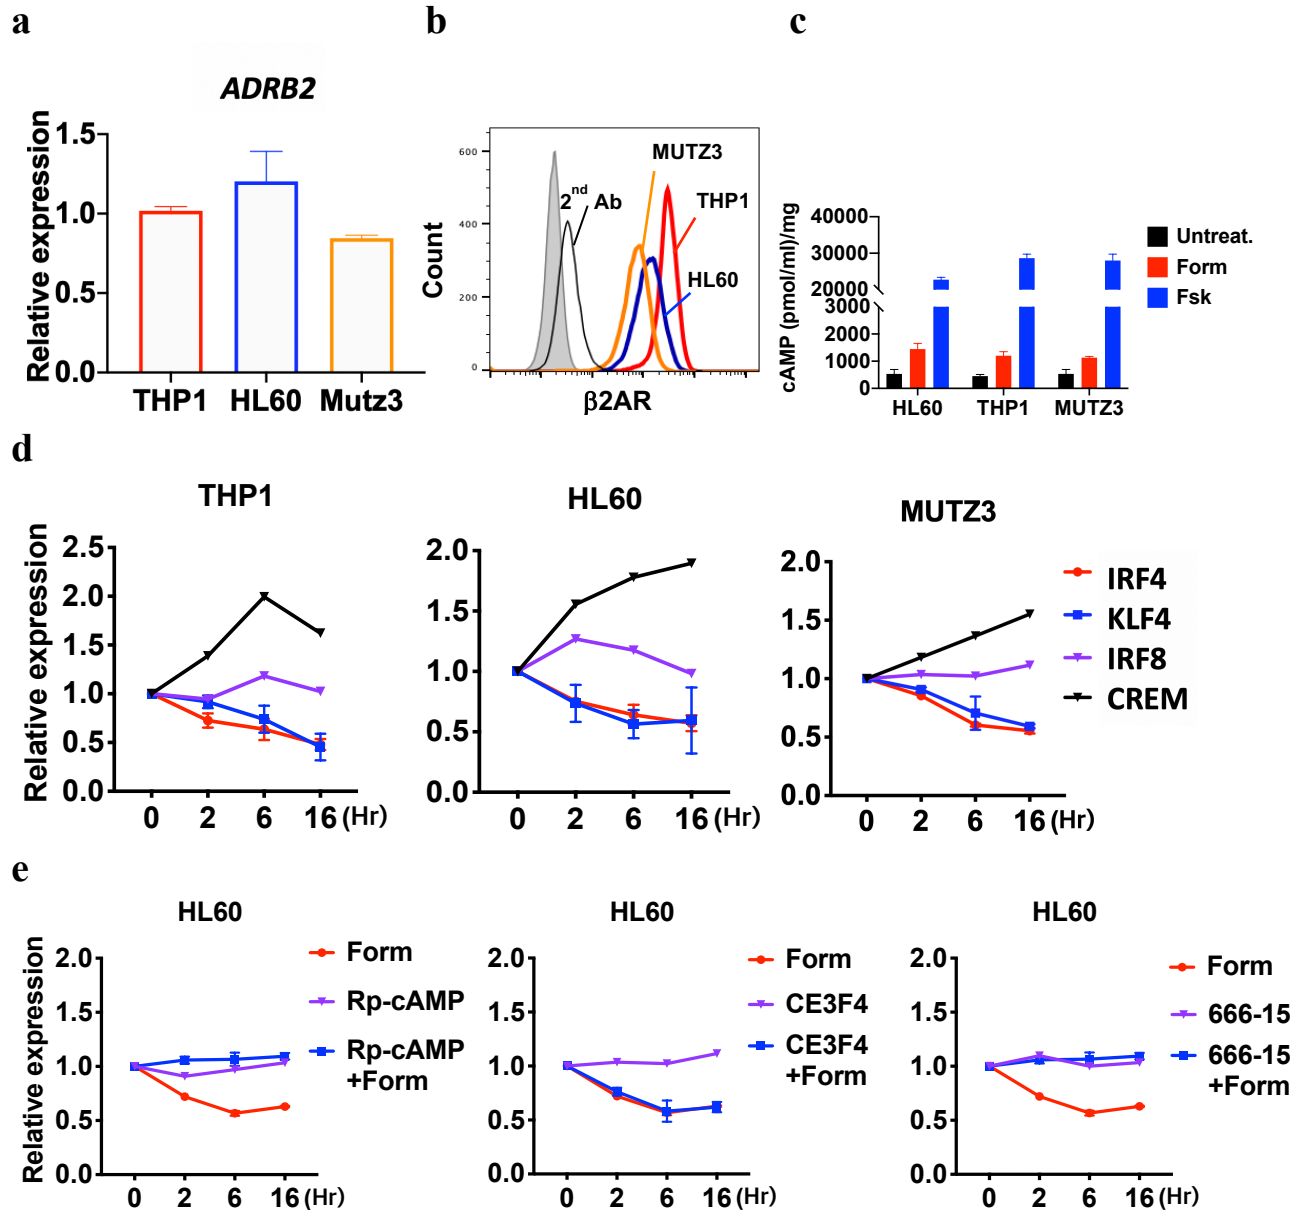 a
ADRB2
Relative expression
1.5
1.0
0.5
0.0
THP1 HL60 Mutz3
b
600
400
200
0
Count
MUTZ3
2nd Ab
THP1
HL60
β2AR
c
cAMP (pmol/ml)/mg
40000
30000
20000
3000
2000
1000
0
HL60 THP1 MUTZ3
Untreat.
Form
Fsk
d
THP1
Relative expression
2.5
2.0
1.5
1.0
0.5
0.0
0 2 6 16 (Hr)
HL60
2.0
1.5
1.0
0.5
0.0
0 2 6 16 (Hr)
MUTZ3
2.0
1.5
1.0
0.5
0.0
0 2 6 16 (Hr)
IRF4
KLF4
IRF8
CREM
e
HL60
Relative expression
2.0
1.5
1.0
0.5
0.0
0 2 6 16 (Hr)
Form
Rp-cAMP
Rp-cAMP
+Form
HL60
2.0
1.5
1.0
0.5
0.0
0 2 6 16 (Hr)
Form
CE3F4
CE3F4
+Form
HL60
2.0
1.5
1.0
0.5
0.0
0 2 6 16 (Hr)
Form
666-15
666-15
+Form